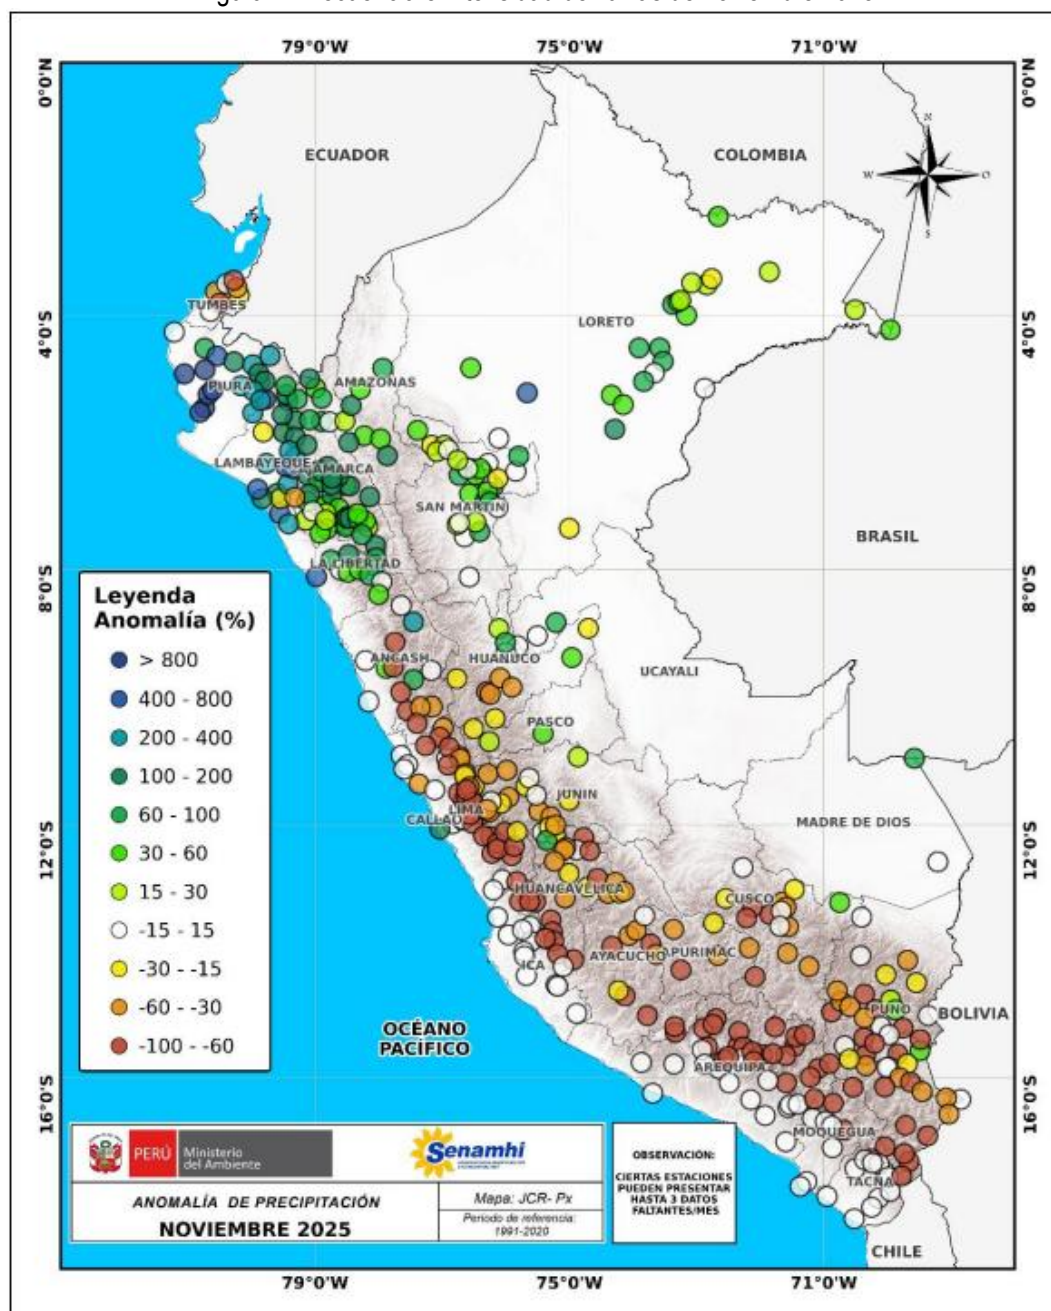 79°0'W 75°0'W 71°0'W
0°0'N 0°0'N
ECUADOR
COLOMBIA
N
W O
S
TUMBES
4°0'S 4°0'S
LORETO
PIURA
AMAZONAS
LAMBAYEQUE
CAJAMARCA
SAN MARTIN
BRASIL
LA LIBERTAD
8°0'S 8°0'S
Leyenda
Anomalía (%)
> 800
400 - 800
200 - 400
100 - 200
60 - 100
30 - 60
15 - 30
-15 - 15
-30 - -15
-60 - -30
-100 - -60
ANCASH
HUANUCO
UCAYALI
PASCO
JUNIN
LIMA
CALLAO
MADRE DE DIOS
12°0'S 12°0'S
HUANCAVELICA
CUSCO
AYACUCHO
APURIMAC
ICA
PUNO
BOLIVIA
OCÉANO
PACÍFICO
AREQUIPA
16°0'S 16°0'S
MOQUEGUA
TACNA
CHILE
PERÚ
Ministerio
del Ambiente
Senamhi
ANOMALÍA DE PRECIPITACIÓN
NOVIEMBRE 2025
Mapa: JCR- Px
Periodo de referencia:
1991-2020
OBSERVACIÓN:
CIERTAS ESTACIONES
PUEDEN PRESENTAR
HASTA 3 DATOS
FALTANTES/MES
79°0'W 75°0'W 71°0'W